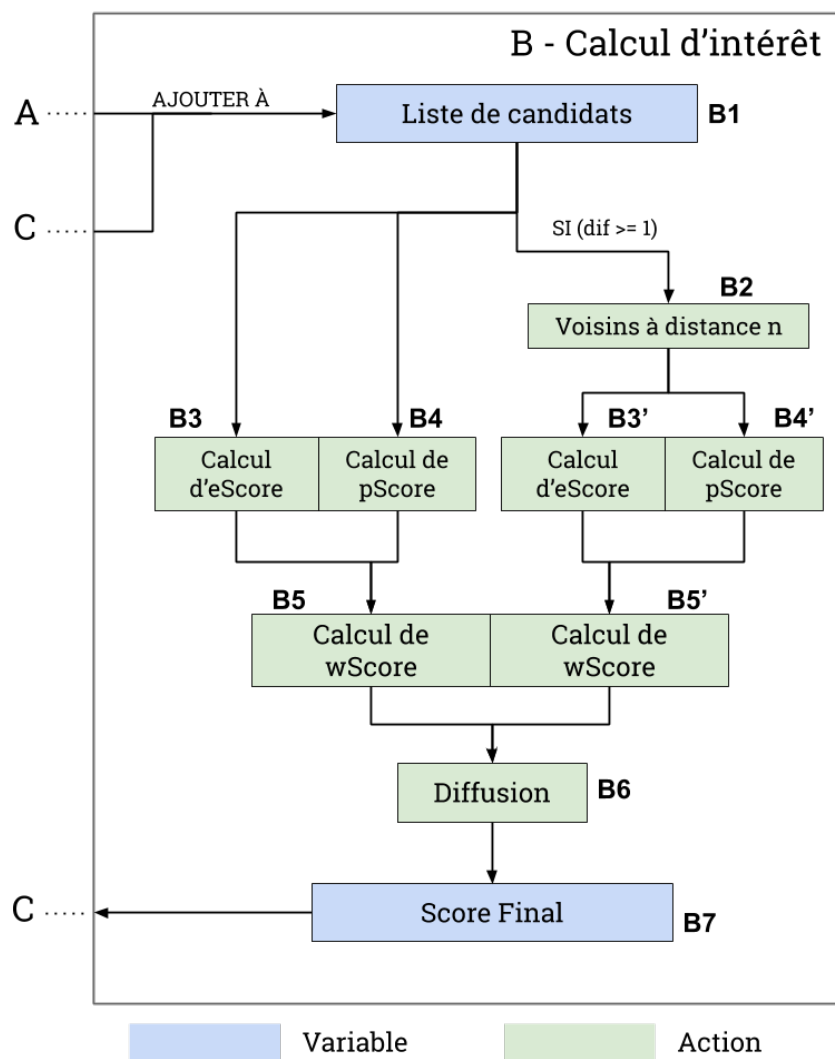 B - Calcul d'intérêt
A
AJOUTER À
Liste de candidats
B1
C
SI (dif >= 1)
B2
Voisins à distance n
B3
B4
B3'
B4'
Calcul
d'eScore
Calcul de
pScore
Calcul
d'eScore
Calcul de
pScore
B5
B5'
Calcul de
wScore
Calcul de
wScore
Diffusion
B6
C
Score Final
B7
Variable
Action